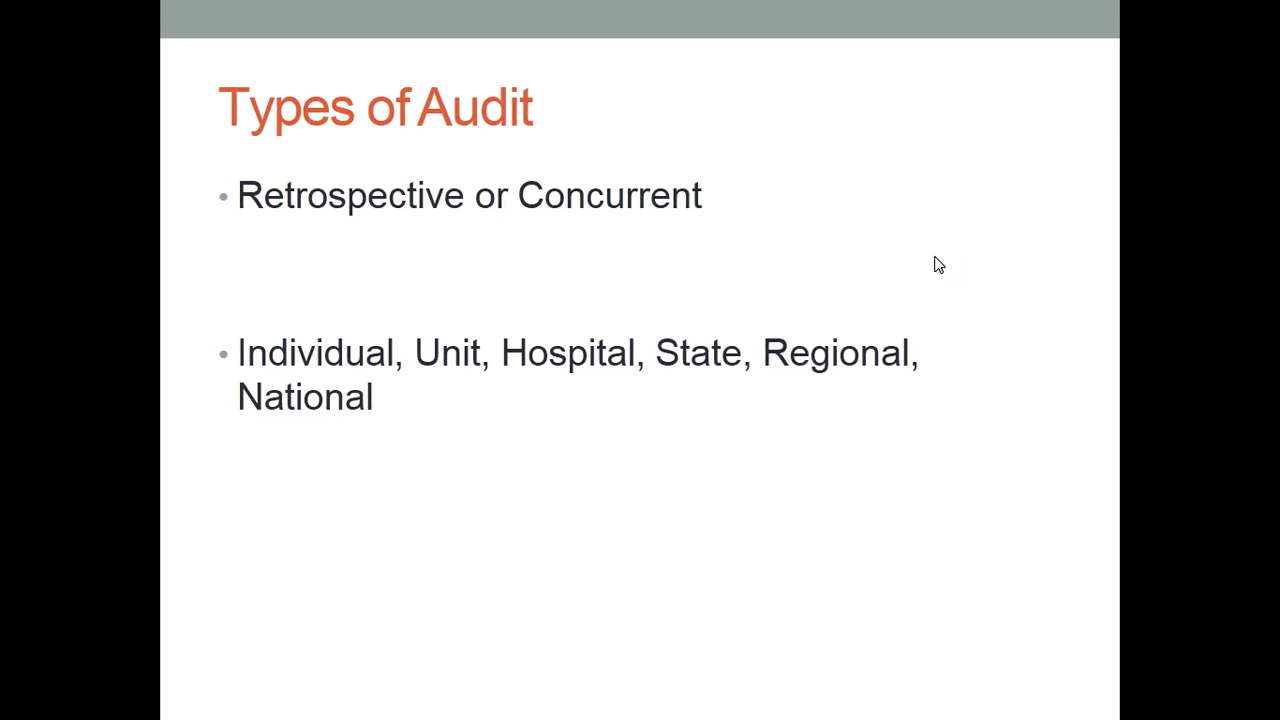 Types of Audit
• Retrospective or Concurrent
• Individual, Unit, Hospital, State, Regional,
National